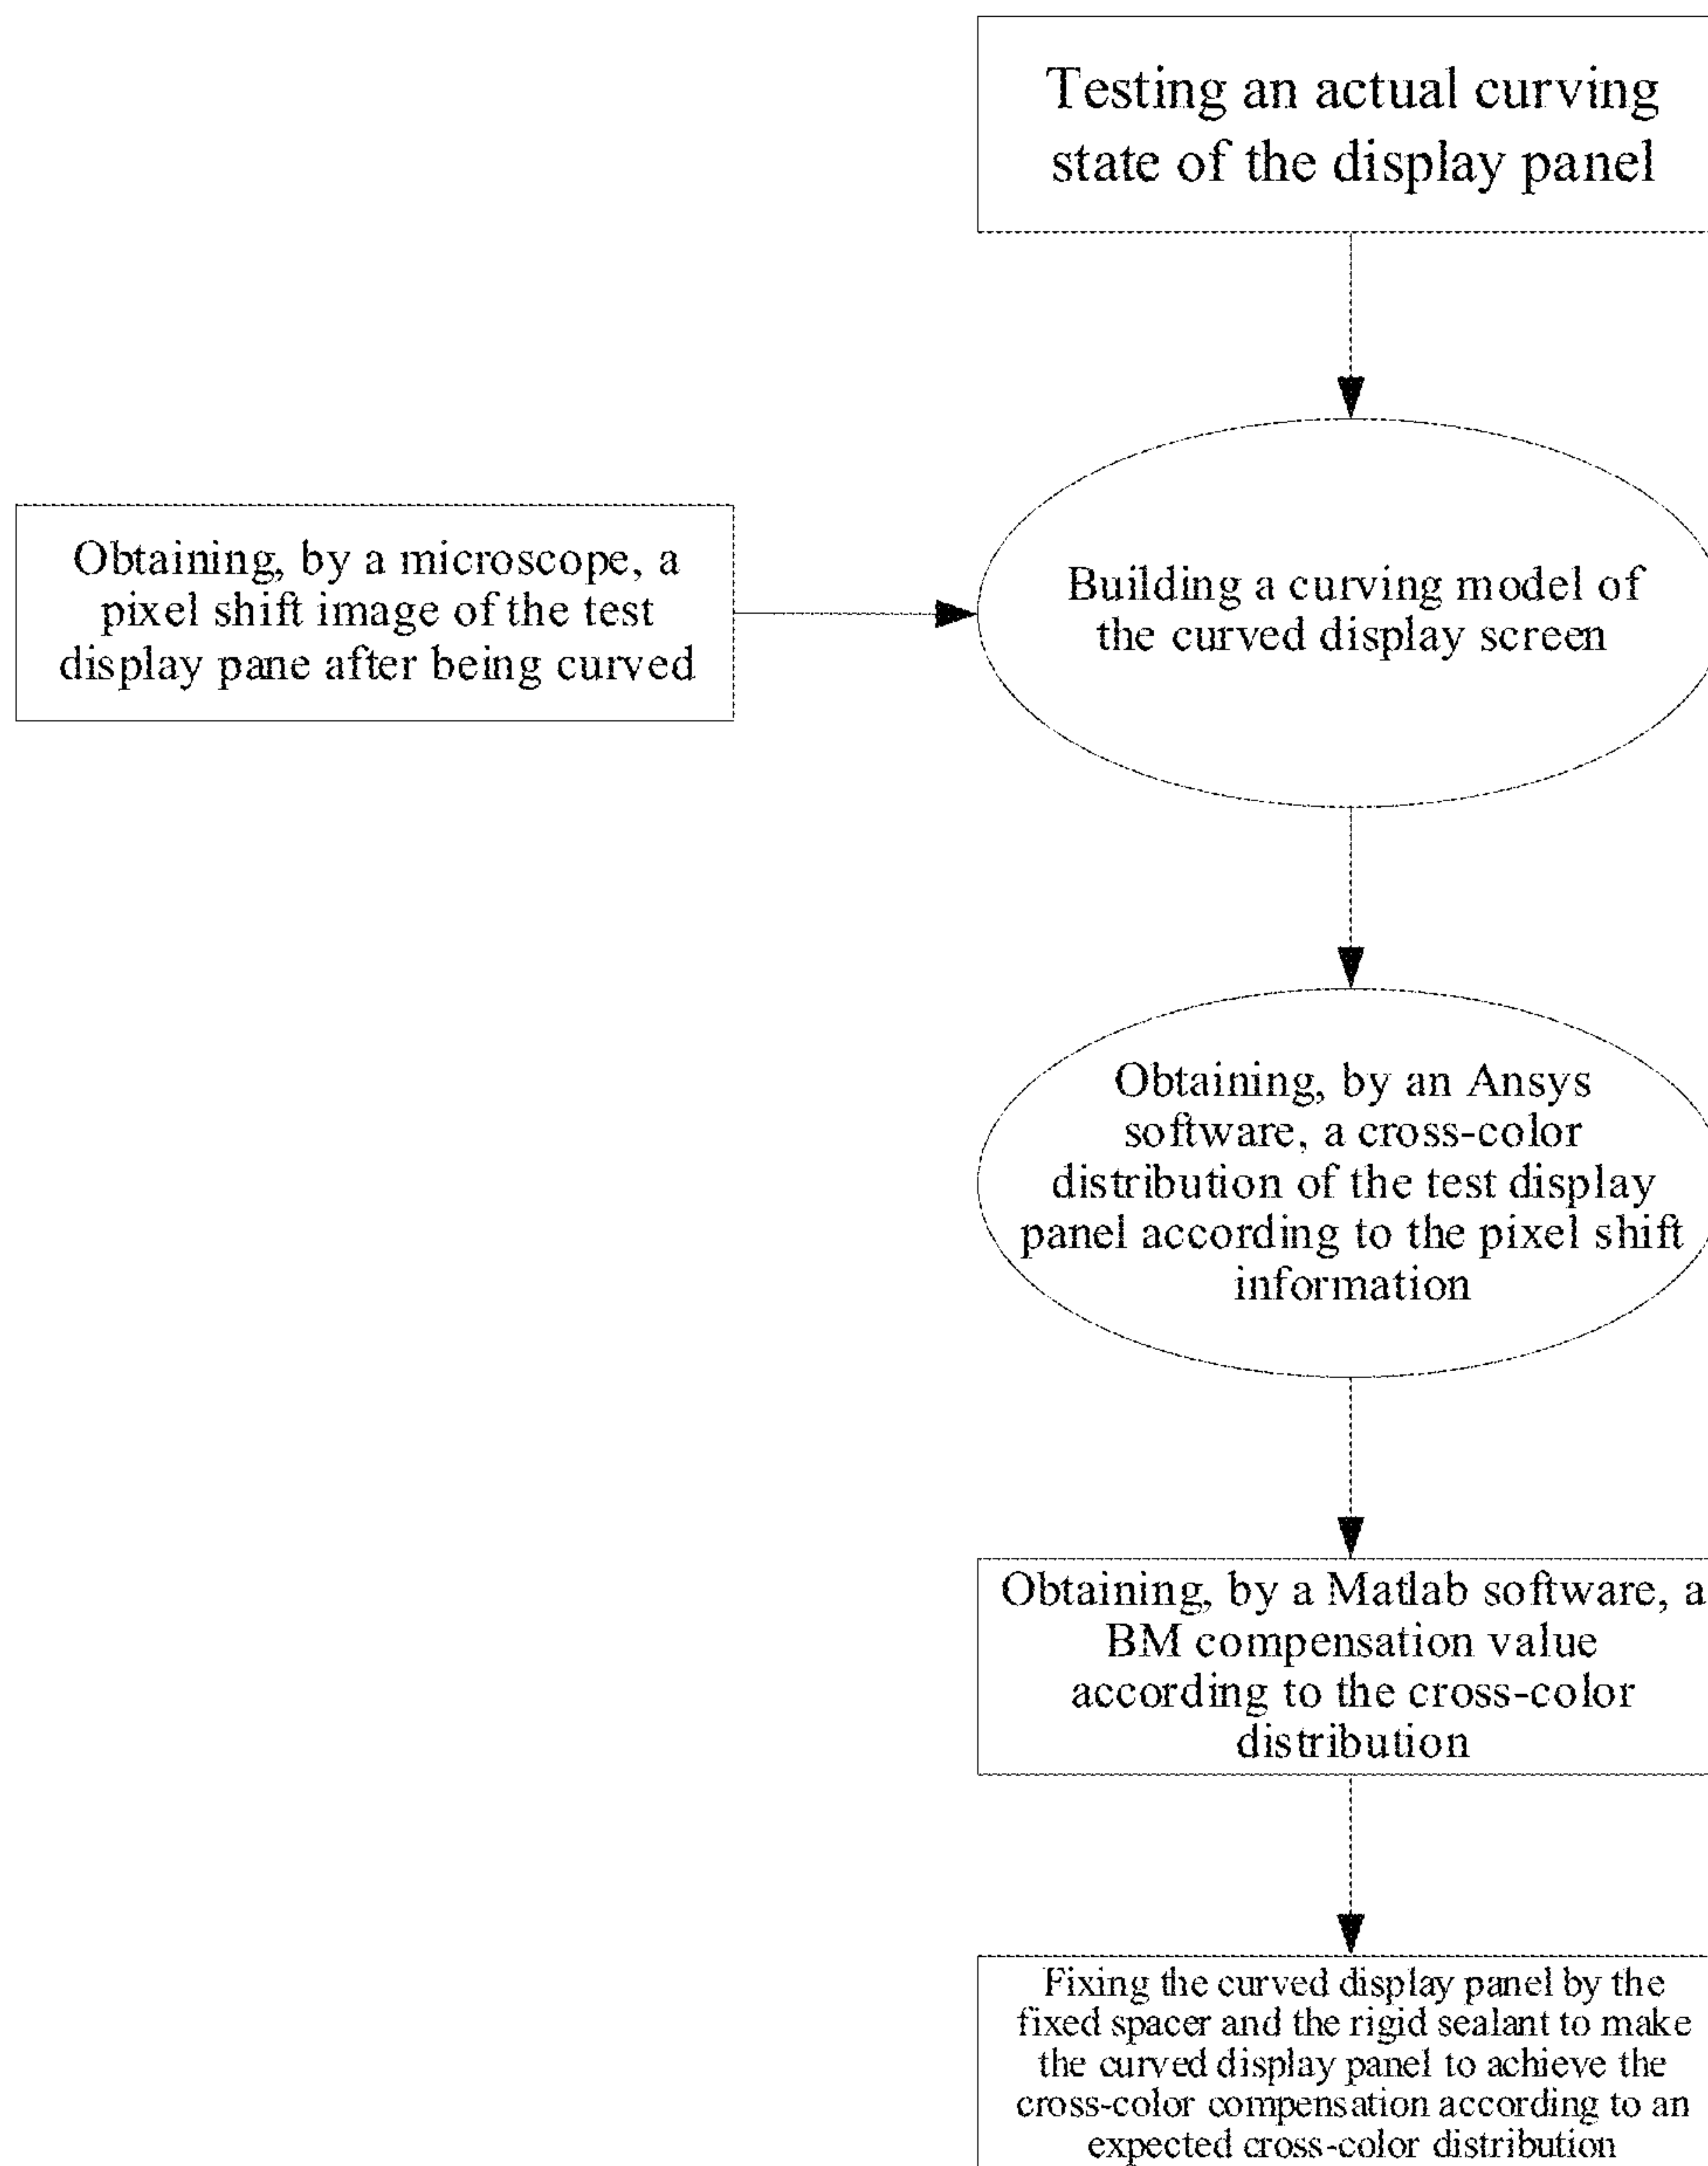 Testing an actual curving
state of the display panel
Obtaining, by a microscope, a
pixel shift image of the test
display pane after being curved
Building a curving model of
the curved display screen
Obtaining, by an Ansys
software, a cross-color
distribution of the test display
panel according to the pixel shift
information
Obtaining, by a Matlab software, a
BM compensation value
according to the cross-color
distribution
Fixing the curved display panel by the
fixed spacer and the rigid sealant to make
the curved display panel to achieve the
cross-color compensation according to an
expected cross-color distribution